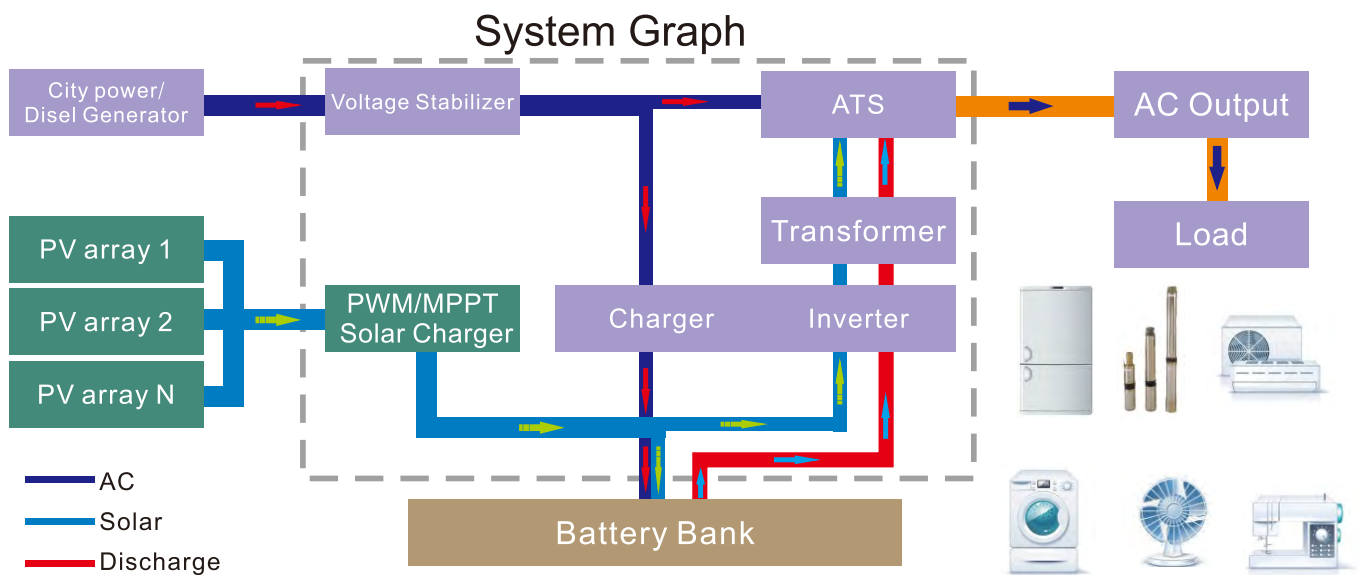 System Graph
City power/
Disel Generator
Voltage Stabilizer
ATS
AC Output
PV array 1
Transformer
Load
PV array 2
PWM/MPPT
Solar Charger
Charger
Inverter
PV array N
AC
Solar
Discharge
Battery Bank